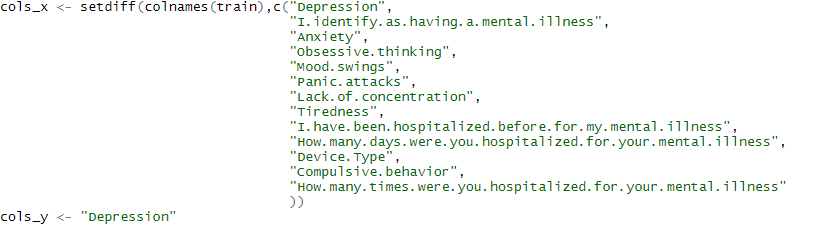 cols_x <- setdiff(colnames(train),c("Depression",
"I.identify.as.having.a.mental.illness",
"Anxiety",
"Obsessive.thinking",
"Mood.swings",
"Panic.attacks",
"Lack.of.concentration",
"Tiredness",
"I.have.been.hospitalized.before.for.my.mental.illness",
"How.many.days.were.you.hospitalized.for.your.mental.illness",
"Device.Type",
"Compulsive.behavior",
"How.many.times.were.you.hospitalized.for.your.mental.illness"
))
cols_y <- "Depression"